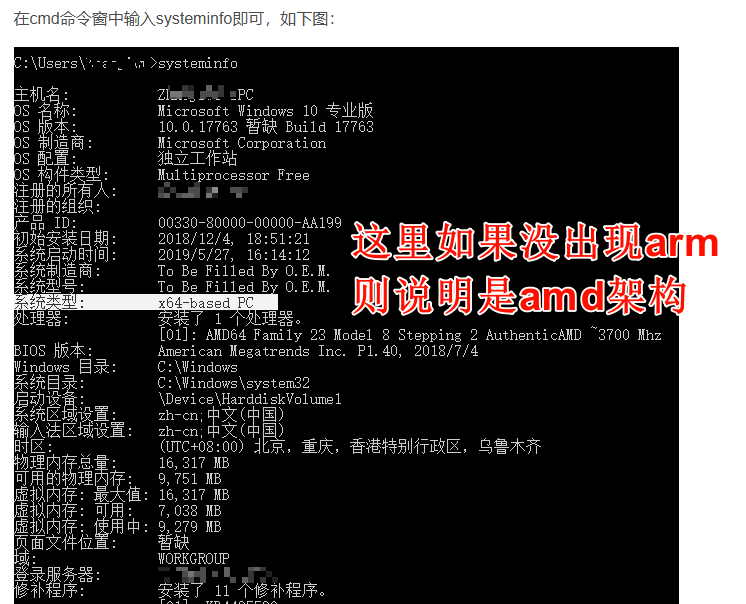 在cmd命令窗中输入systeminfo即可，如下图：
C:\Users\ >systeminfo
主机名: PC
OS 名称: Microsoft Windows 10 专业版
OS 版本: 10.0.17763 暂缺 Build 17763
OS 制造商: Microsoft Corporation
OS 配置: 独立工作站
OS 构件类型: Multiprocessor Free
注册的所有人:
注册的组织:
产品 ID: 00330-80000-00000-AA199
初始安装日期: 2018/12/4, 18:51:21
系统启动时间: 2019/5/27, 16:14:12
系统制造商: To Be Filled By O.E.M.
系统型号: To Be Filled By O.E.M.
系统类型: x64-based PC
这里如果没出现arm
则说明是amd架构
处理器: 安装了 1 个处理器。
[01]: AMD64 Family 23 Model 8 Stepping 2 AuthenticAMD ~3700 Mhz
BIOS 版本: American Megatrends Inc. P1.40, 2018/7/4
Windows 目录: C:\Windows
系统目录: C:\Windows\system32
启动设备: \Device\HarddiskVolume1
系统区域设置: zh-cn;中文(中国)
输入法区域设置: zh-cn;中文(中国)
时区: (UTC+08:00) 北京，重庆，香港特别行政区，乌鲁木齐
物理内存总量: 16,317 MB
可用的物理内存: 9,751 MB
虚拟内存: 最大值: 16,317 MB
虚拟内存: 可用: 7,038 MB
虚拟内存: 使用中: 9,279 MB
页面文件位置: 暂缺
域: WORKGROUP
登录服务器:
修补程序: 安装了 11 个修补程序。
[01]: